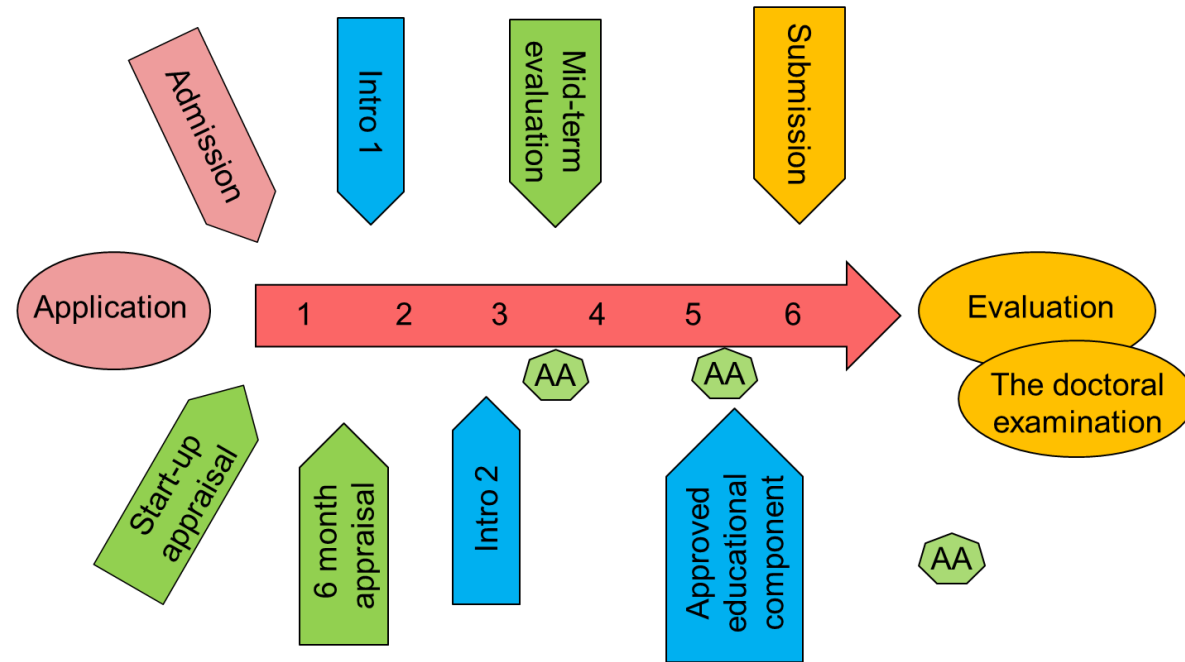 Admission
Intro 1
Mid-term
evaluation
Submission
Application
1 2 3 4 5 6
Evaluation
The doctoral
examination
AA
AA
Start-up
appraisal
6 month
appraisal
Intro 2
Approved
educational
component
AA